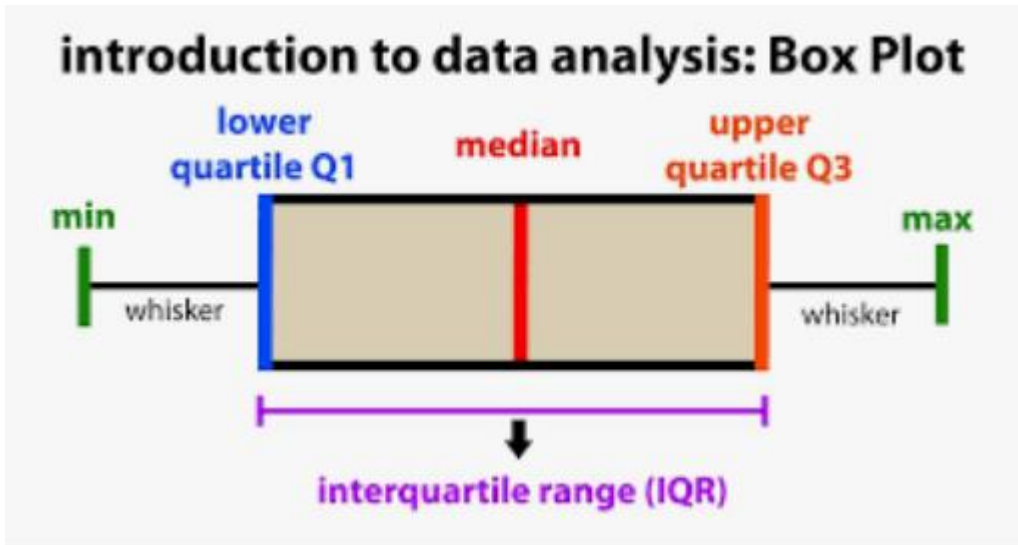 introduction to data analysis: Box Plot
lower
quartile Q1
median
upper
quartile Q3
min
max
whisker
whisker
interquartile range (IQR)